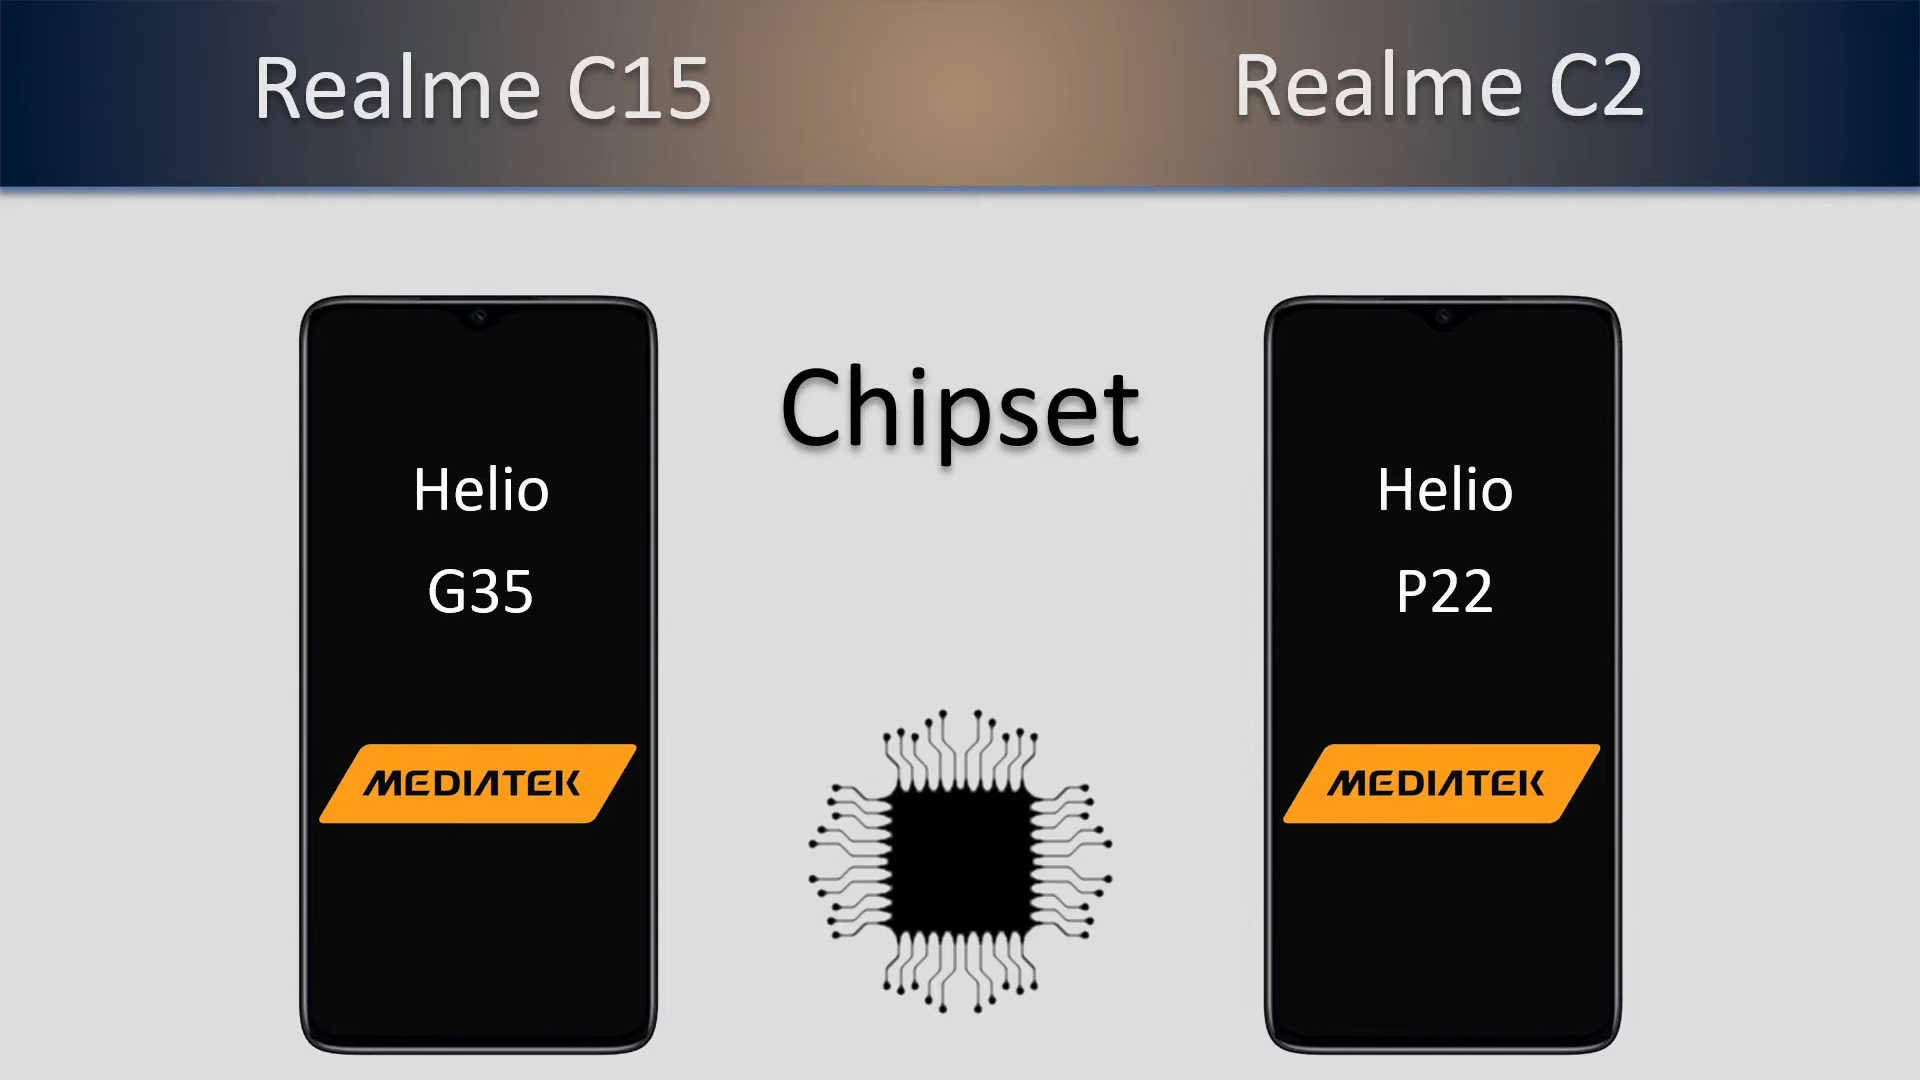 Realme C15
Realme C2
Chipset
Helio
G35
MEDIATEK
Helio
P22
MEDIATEK